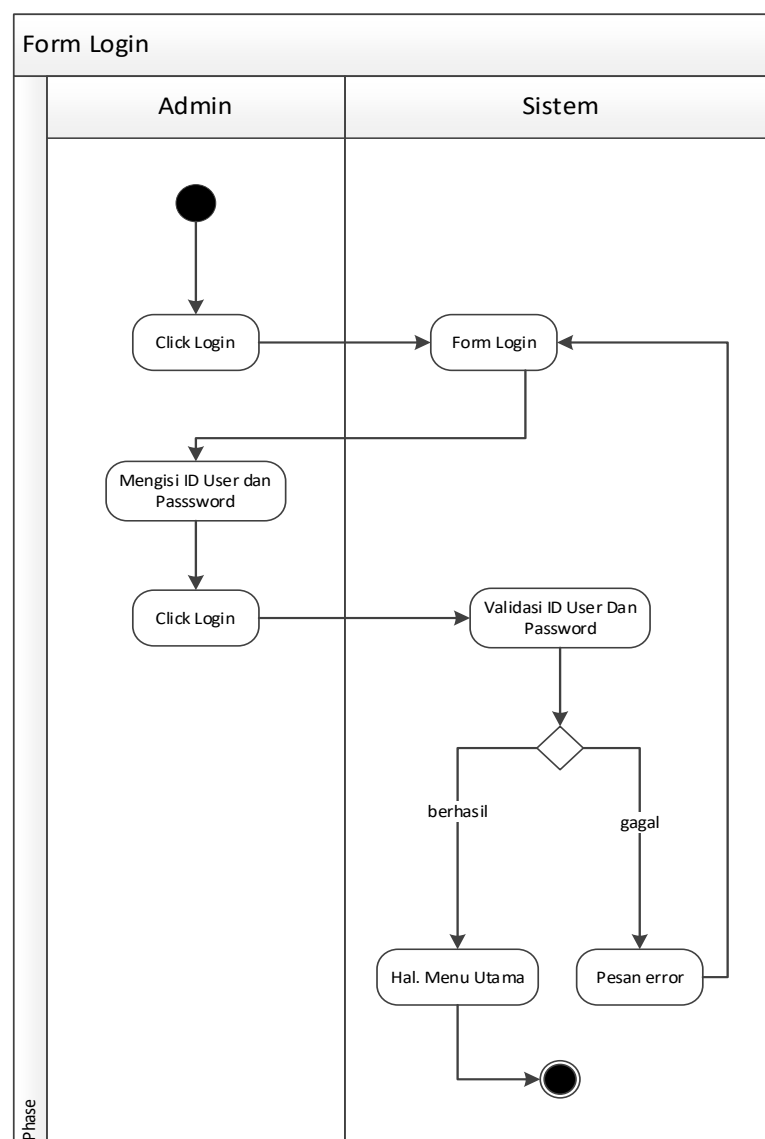 Form Login
Admin
Sistem
Click Login
Form Login
Mengisi ID User dan
Passsword
Click Login
Validasi ID User Dan
Password
berhasil
gagal
Hal. Menu Utama
Pesan error
Phase